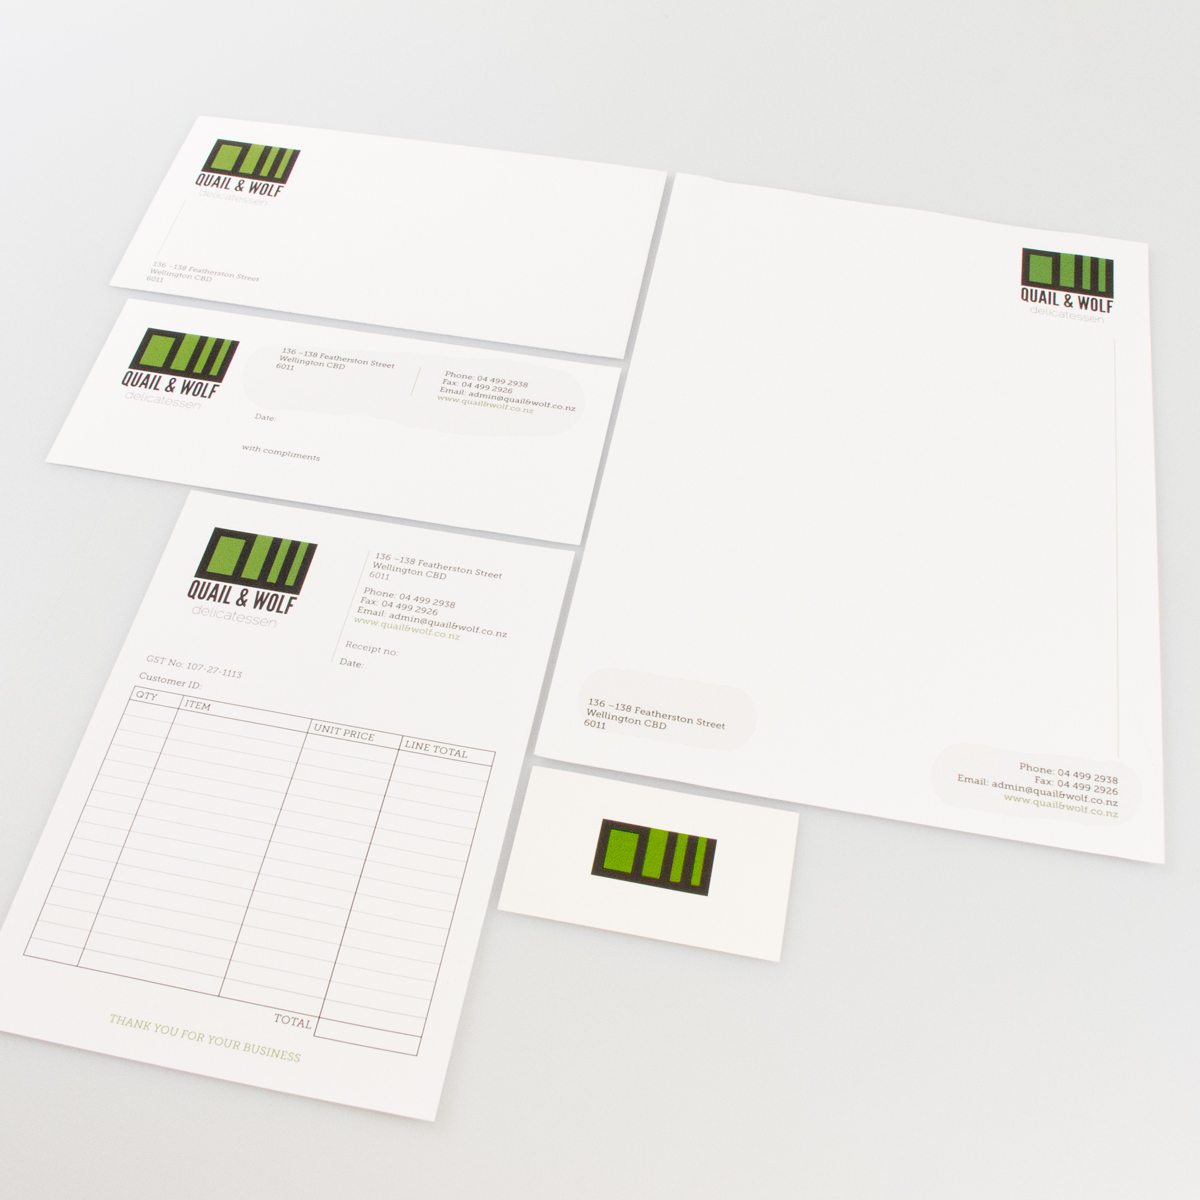 QUAIL & WOLF
delicatessen
136 –138 Featherston Street
Wellington CBD
6011
QUAIL & WOLF
delicatessen
136 –138 Featherston Street
Wellington CBD
6011
Phone: 04 499 2938
Fax: 04 499 2926
Email: admin@quail&wolf.co.nz
www.quail&wolf.co.nz
Date:
with compliments
QUAIL & WOLF
delicatessen
136 –138 Featherston Street
Wellington CBD
6011
Phone: 04 499 2938
Fax: 04 499 2926
Email: admin@quail&wolf.co.nz
www.quail&wolf.co.nz
Receipt no:
Date:
GST No: 107-27-1113
Customer ID:
QTY ITEM UNIT PRICE LINE TOTAL
TOTAL
THANK YOU FOR YOUR BUSINESS
QUAIL & WOLF
delicatessen
136 –138 Featherston Street
Wellington CBD
6011
Phone: 04 499 2938
Fax: 04 499 2926
Email: admin@quail&wolf.co.nz
www.quail&wolf.co.nz